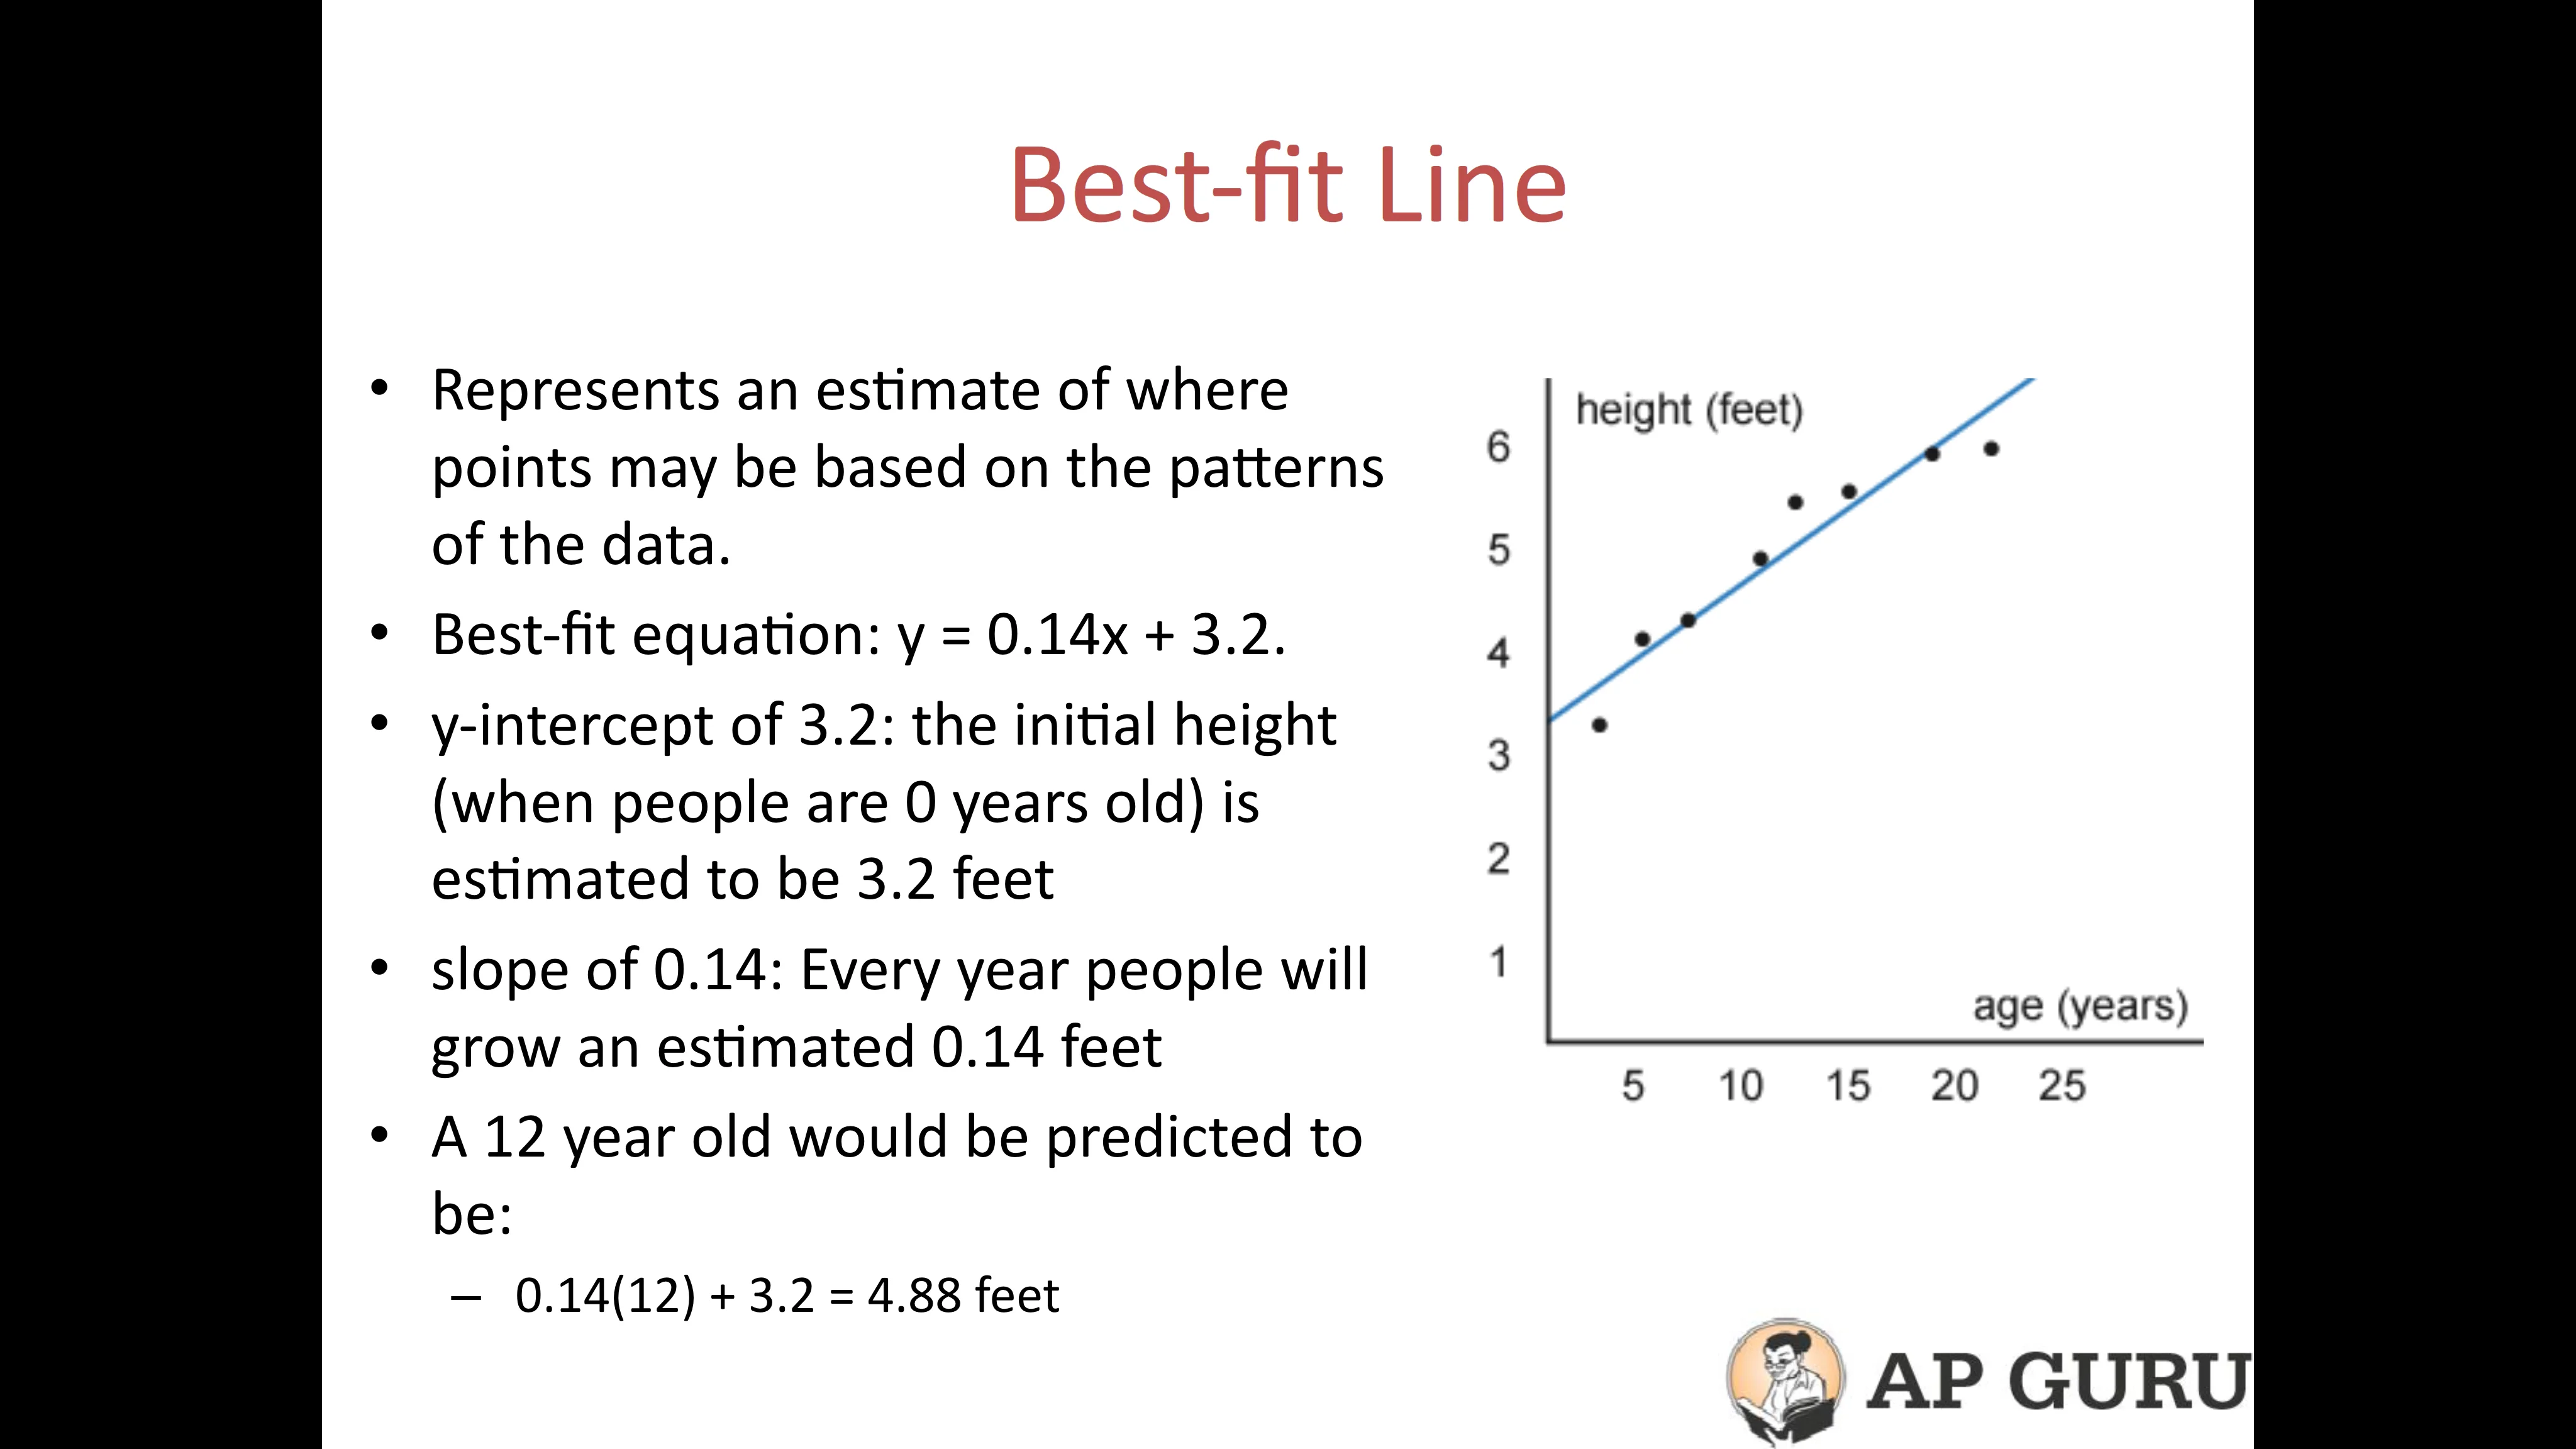 Best-fit Line
• Represents an estimate of where
points may be based on the patterns
of the data.
• Best-fit equation: y = 0.14x + 3.2.
• y-intercept of 3.2: the initial height
(when people are 0 years old) is
estimated to be 3.2 feet
• slope of 0.14: Every year people will
grow an estimated 0.14 feet
• A 12 year old would be predicted to
be:
– 0.14(12) + 3.2 = 4.88 feet
height (feet)
6
5
4
3
2
1
age (years)
5 10 15 20 25
AP GURU